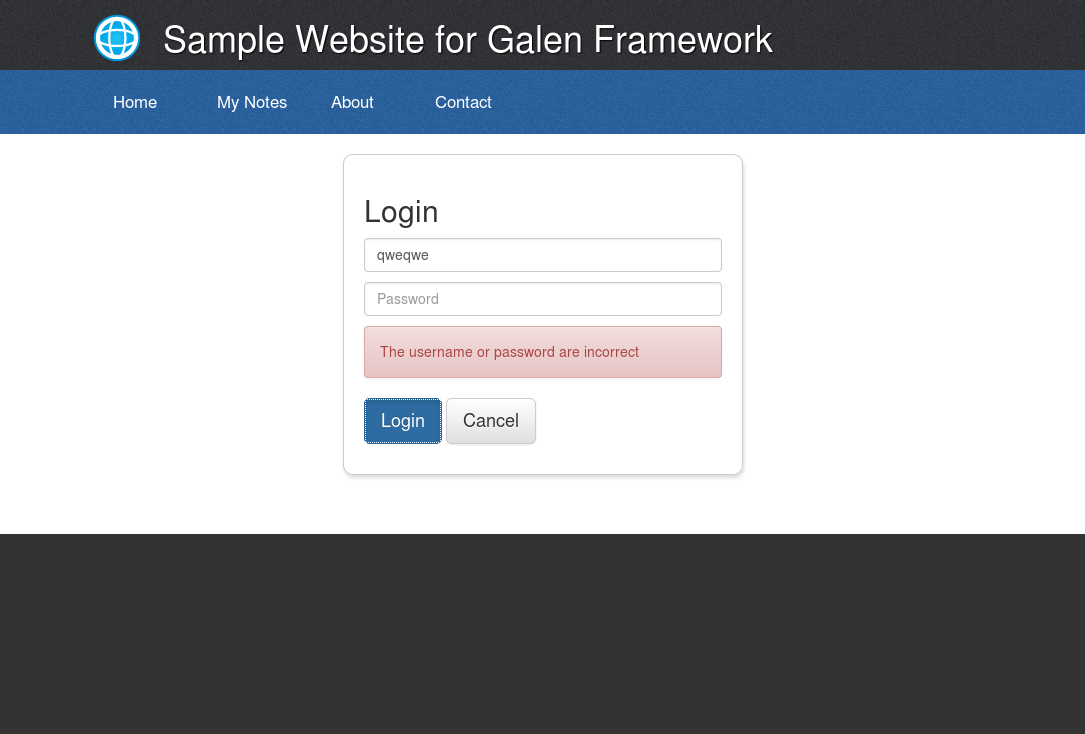 Sample Website for Galen Framework
Home My Notes About Contact
Login
qweqwe
Password
The username or password are incorrect
Login Cancel